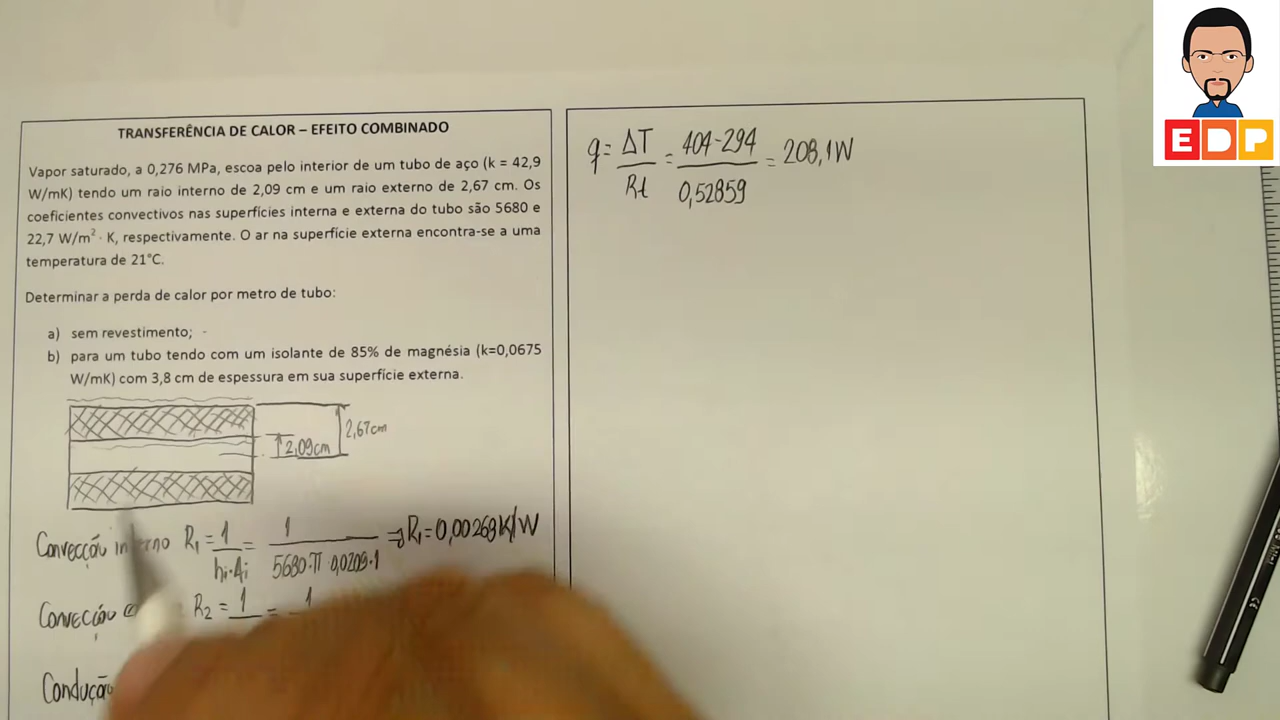 TRANSFERÊNCIA DE CALOR – EFEITO COMBINADO
Vapor saturado, a 0,276 MPa, escoa pelo interior de um tubo de aço (k = 42,9
W/mK) tendo um raio interno de 2,09 cm e um raio externo de 2,67 cm. Os
coeficientes convectivos nas superfícies interna e externa do tubo são 5680 e
22,7 W/m² · K, respectivamente. O ar na superfície externa encontra-se a uma
temperatura de 21°C.
Determinar a perda de calor por metro de tubo:
a) sem revestimento; -
b) para um tubo tendo com um isolante de 85% de magnésia (k=0,0675
W/mK) com 3,8 cm de espessura em sua superfície externa.
2,67cm
2,09cm
Convecção interno R₁ = 1 = 1 ⇒ R₁ = 0,00268 K/W
hi·Ai 5680·π·0,0209·1
Convecção R₂ = 1 = 1
Condução
q = ΔT = 404-294 = 208,1W
Rt 0,52859
EDP